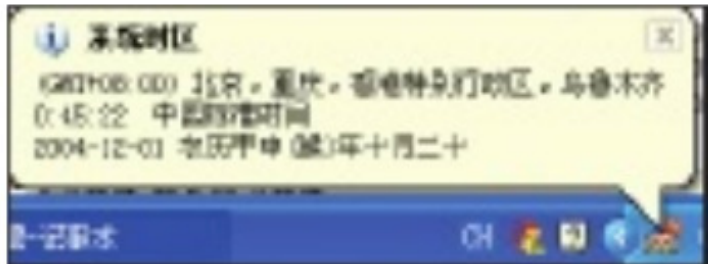 系统时区
(GMT+08:00) 北京，重庆，香港特别行政区，乌鲁木齐
0:45:22 中国标准时间
2004-12-01 农历甲申(猴)年十月二十
CH